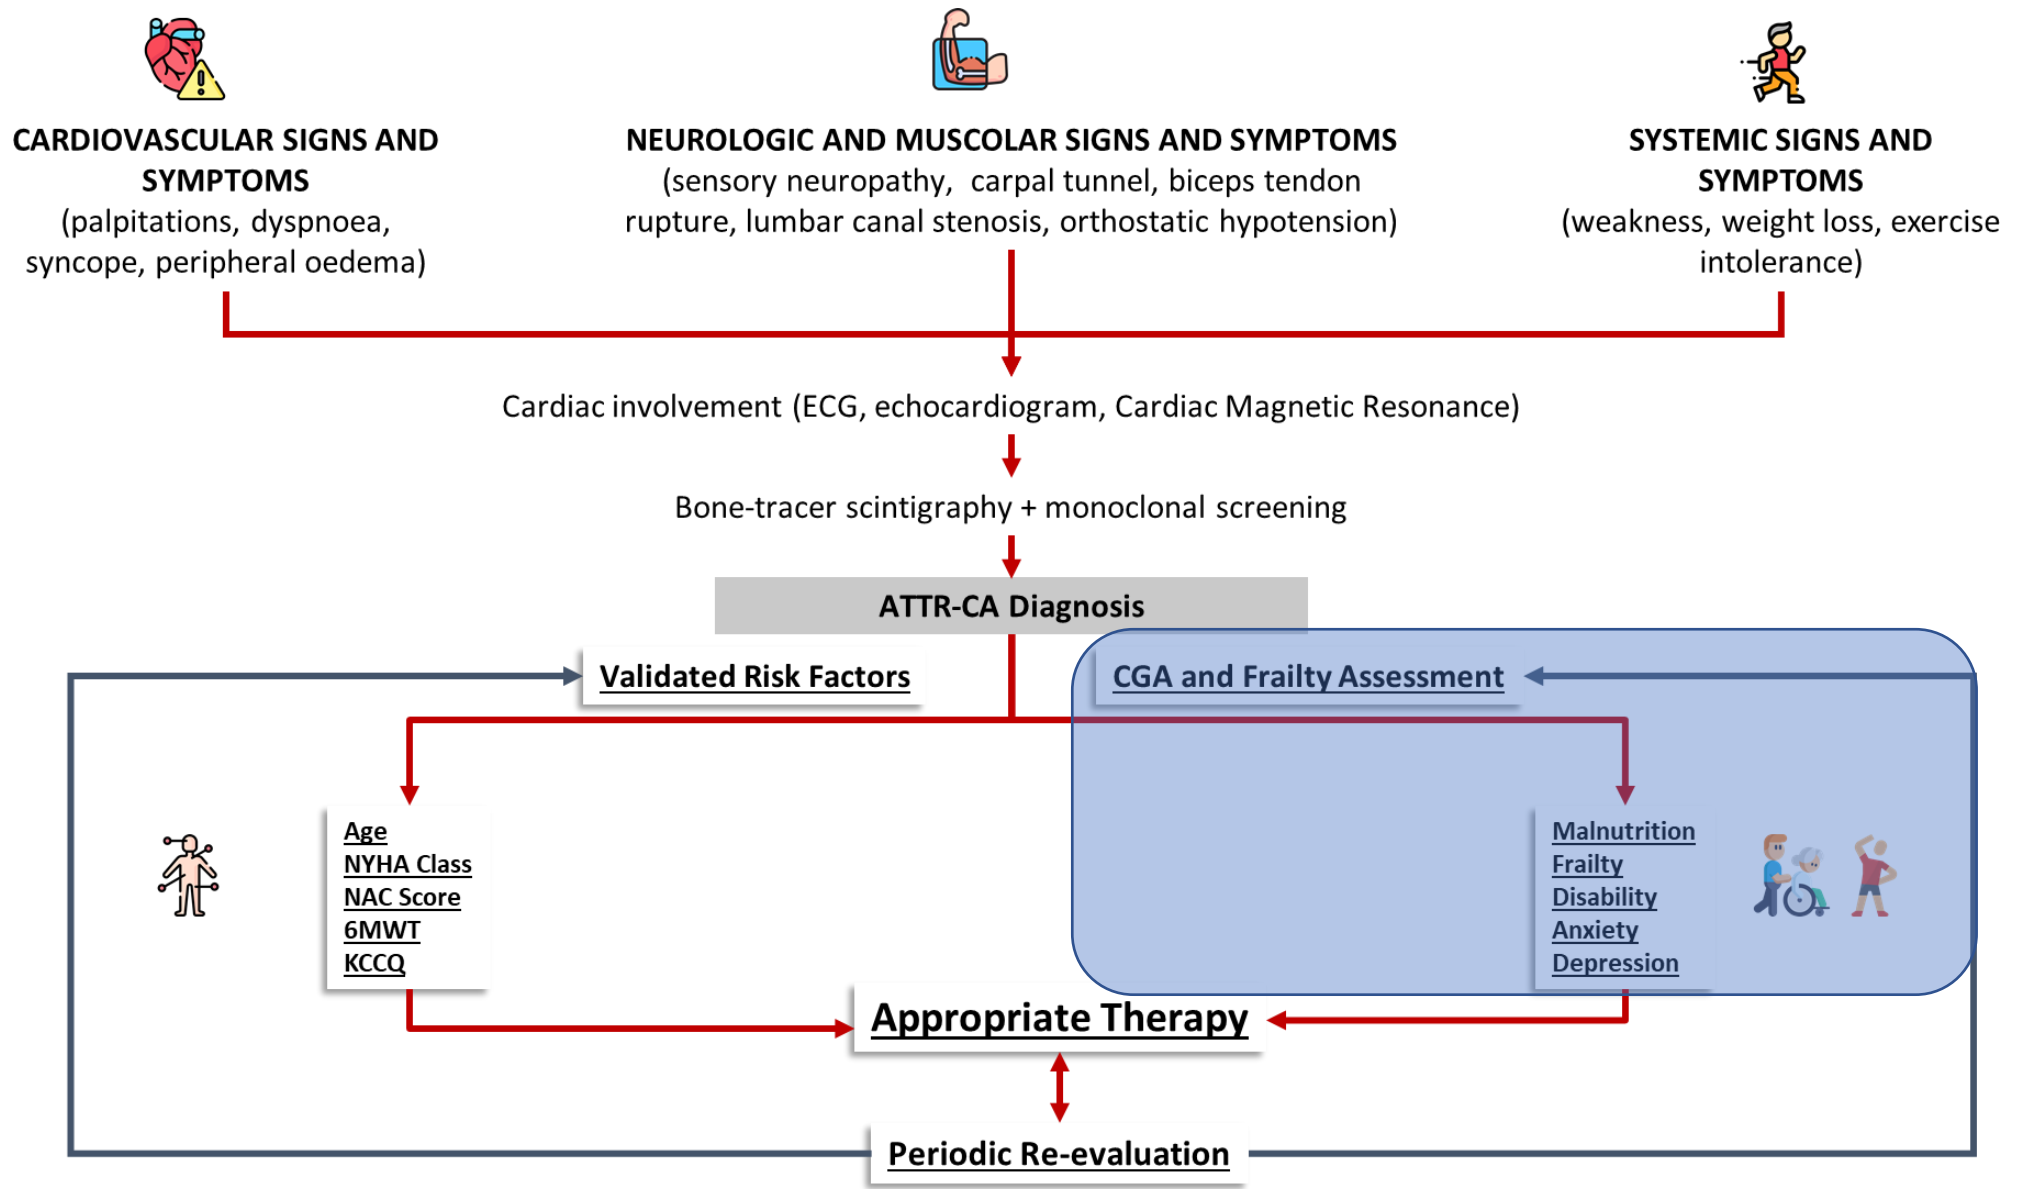 CARDIOVASCULAR SIGNS AND
SYMPTOMS
(palpitations, dyspnoea,
syncope, peripheral oedema)
NEUROLOGIC AND MUSCOLAR SIGNS AND SYMPTOMS
(sensory neuropathy, carpal tunnel, biceps tendon
rupture, lumbar canal stenosis, orthostatic hypotension)
SYSTEMIC SIGNS AND
SYMPTOMS
(weakness, weight loss, exercise
intolerance)
Cardiac involvement (ECG, echocardiogram, Cardiac Magnetic Resonance)
Bone-tracer scintigraphy + monoclonal screening
ATTR-CA Diagnosis
Validated Risk Factors
CGA and Frailty Assessment
Age
NYHA Class
NAC Score
6MWT
KCCQ
Malnutrition
Frailty
Disability
Anxiety
Depression
Appropriate Therapy
Periodic Re-evaluation